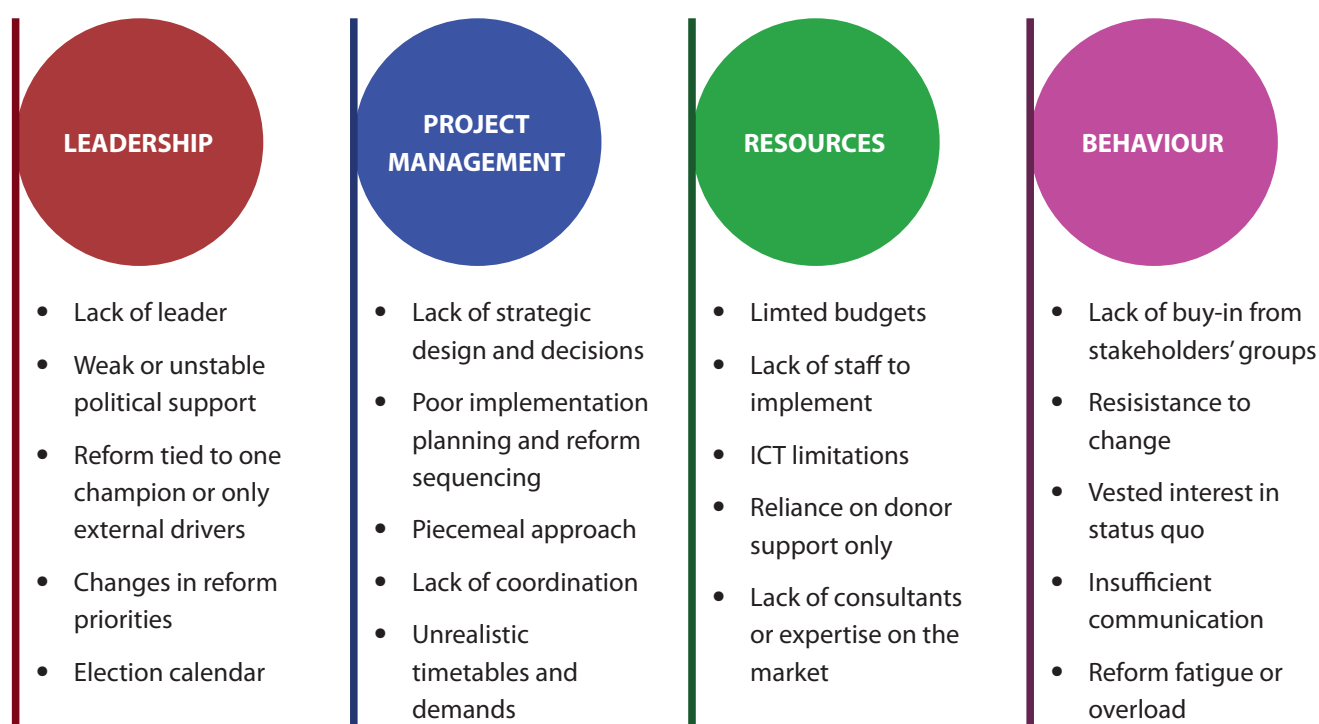 LEADERSHIP
• Lack of leader
• Weak or unstable
political support
• Reform tied to one
champion or only
external drivers
• Changes in reform
priorities
• Election calendar
PROJECT
MANAGEMENT
• Lack of strategic
design and decisions
• Poor implementation
planning and reform
sequencing
• Piecemeal approach
• Lack of coordination
• Unrealistic
timetables and
demands
RESOURCES
• Limted budgets
• Lack of staff to
implement
• ICT limitations
• Reliance on donor
support only
• Lack of consultants
or expertise on the
market
BEHAVIOUR
• Lack of buy-in from
stakeholders’ groups
• Resisistance to
change
• Vested interest in
status quo
• Insufficient
communication
• Reform fatigue or
overload